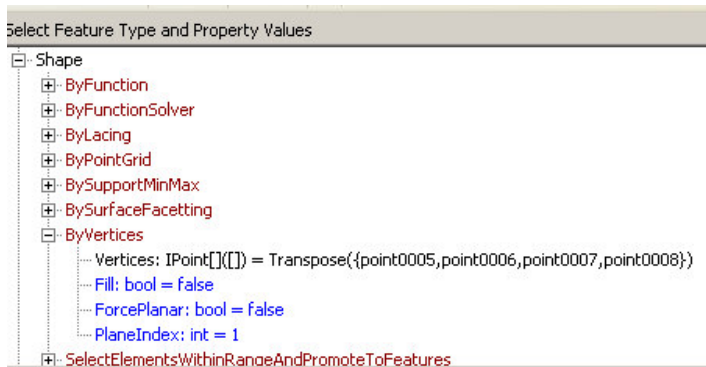 Select Feature Type and Property Values
Shape
ByFunction
ByFunctionSolver
ByLacing
ByPointGrid
BySupportMinMax
BySurfaceFacetting
ByVertices
Vertices: IPoint[]([]) = Transpose({point0005,point0006,point0007,point0008})
Fill: bool = false
ForcePlanar: bool = false
PlaneIndex: int = 1
SelectElementsWithinRangeAndPromoteToFeatures